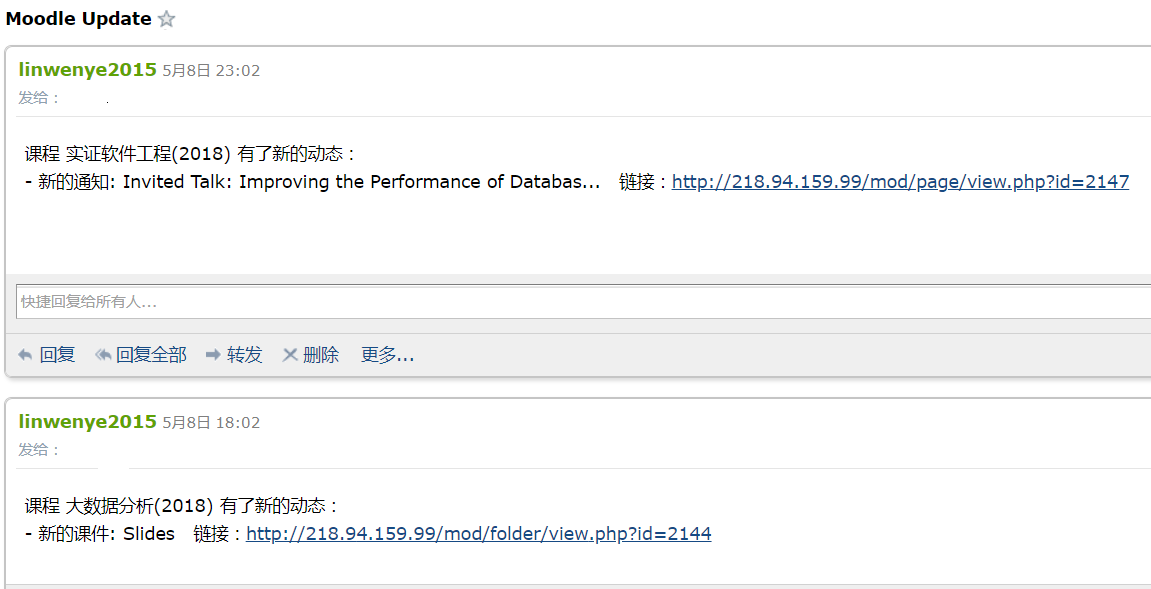 Moodle Update
linwenye2015 5月8日 23:02
发给：
课程 实证软件工程(2018) 有了新的动态：
- 新的通知: Invited Talk: Improving the Performance of Databas... 链接：http://218.94.159.99/mod/page/view.php?id=2147
快捷回复给所有人...
回复 回复全部 转发 删除 更多...
linwenye2015 5月8日 18:02
发给：
课程 大数据分析(2018) 有了新的动态：
- 新的课件: Slides 链接：http://218.94.159.99/mod/folder/view.php?id=2144